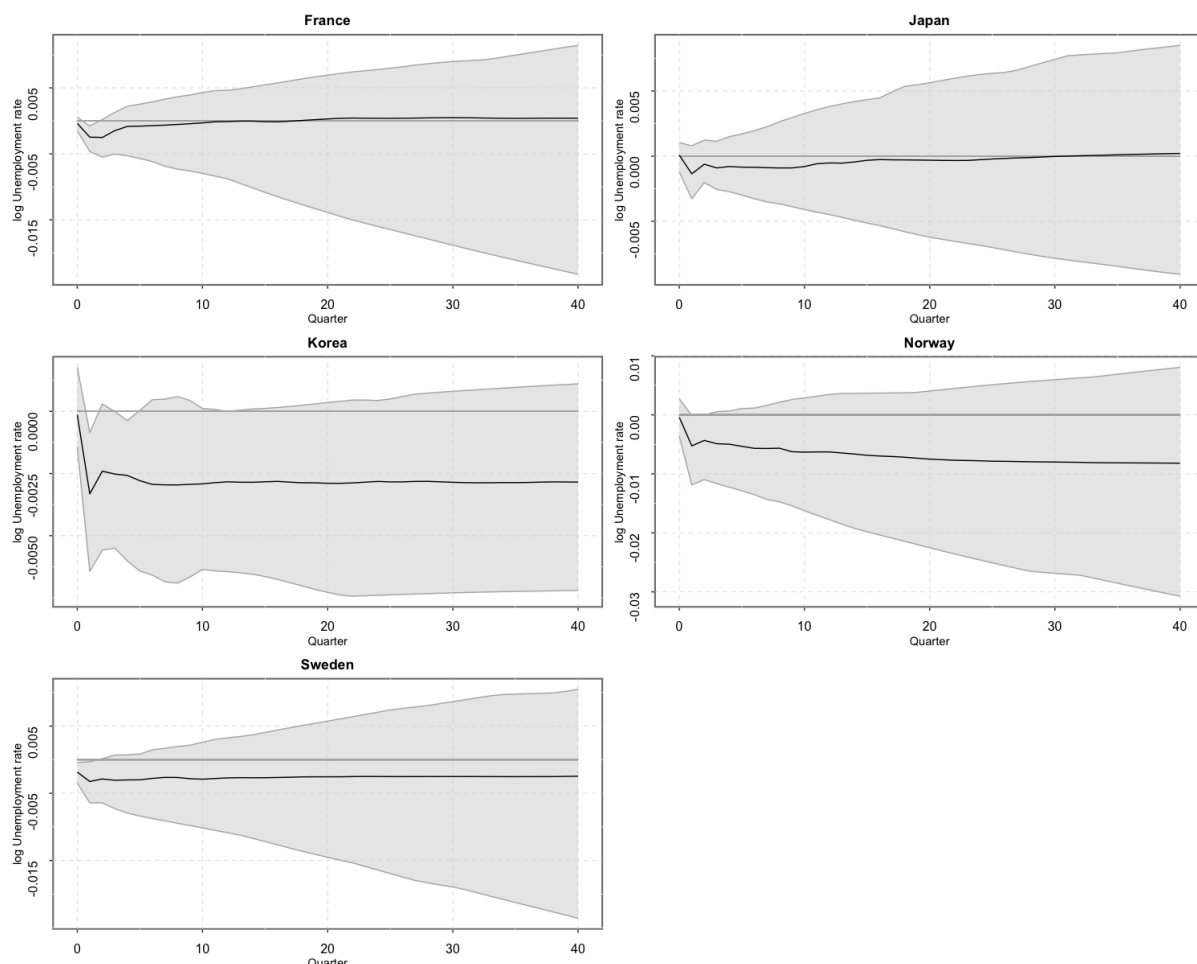 France
log Unemployment rate
0.005
-0.005
-0.015
0 10 20 30 40
Quarter
Japan
log Unemployment rate
0.005
0.000
-0.005
0 10 20 30 40
Quarter
Korea
log Unemployment rate
0.0000
-0.0025
-0.0050
0 10 20 30 40
Quarter
Norway
log Unemployment rate
0.01
0.00
-0.01
-0.02
-0.03
0 10 20 30 40
Quarter
Sweden
log Unemployment rate
0.005
-0.005
-0.015
0 10 20 30 40
Quarter